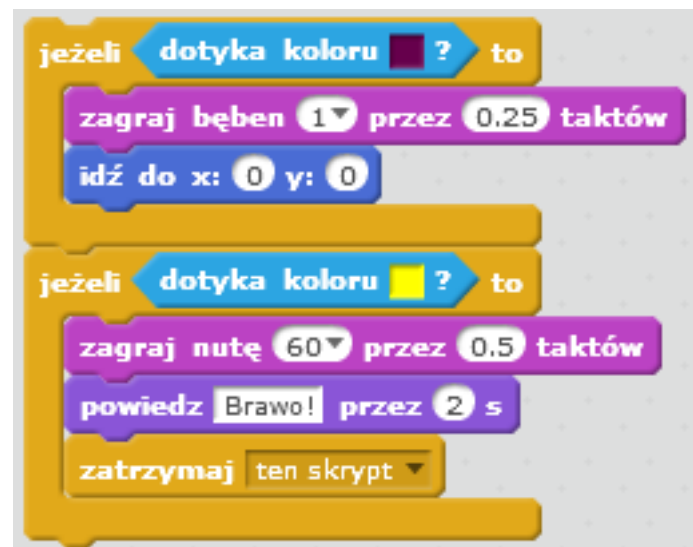 jeżeli dotyka koloru ? to
zagraj bęben 1 przez 0.25 taktów
idź do x: 0 y: 0
jeżeli dotyka koloru ? to
zagraj nutę 60 przez 0.5 taktów
powiedz Brawo! przez 2 s
zatrzymaj ten skrypt